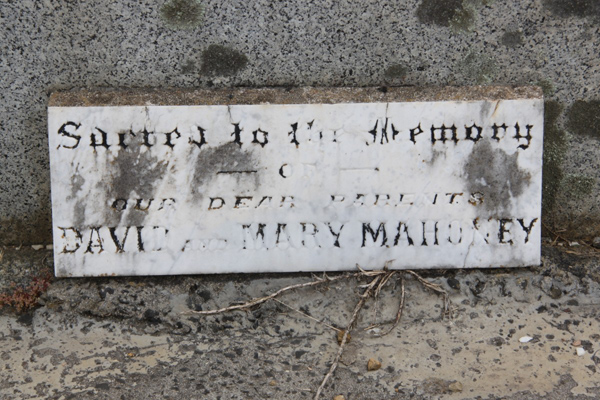 Sacred to the Memory
OF
OUR DEAR PARENTS
DAVID AND MARY MAHONEY